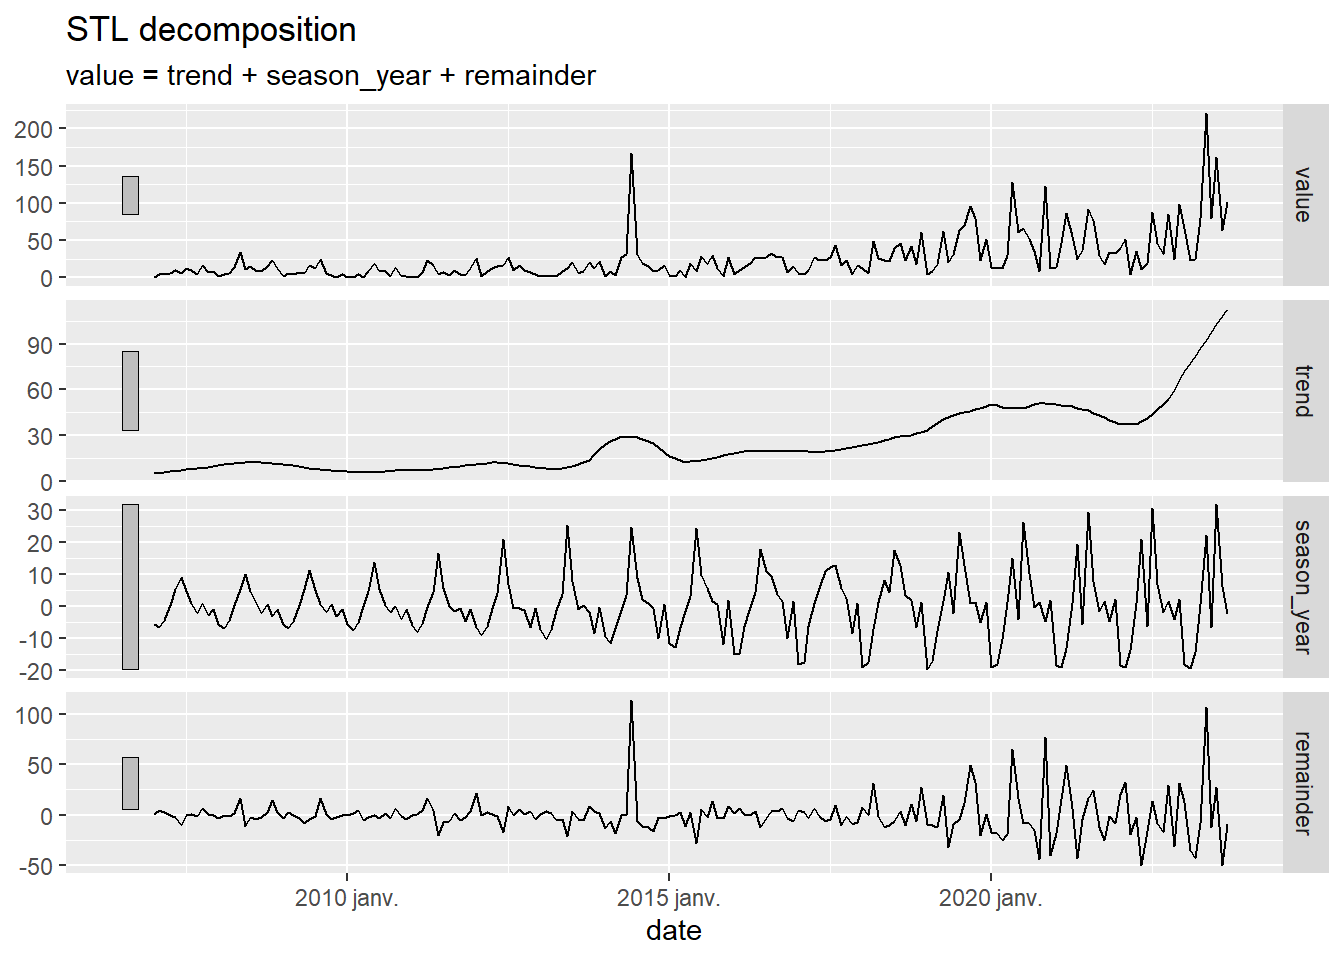 STL decomposition
value = trend + season_year + remainder
200
150
100
50
0
value
90
60
30
0
trend
30
20
10
0
-10
-20
season_year
100
50
0
-50
remainder
2010 janv.
2015 janv.
2020 janv.
date